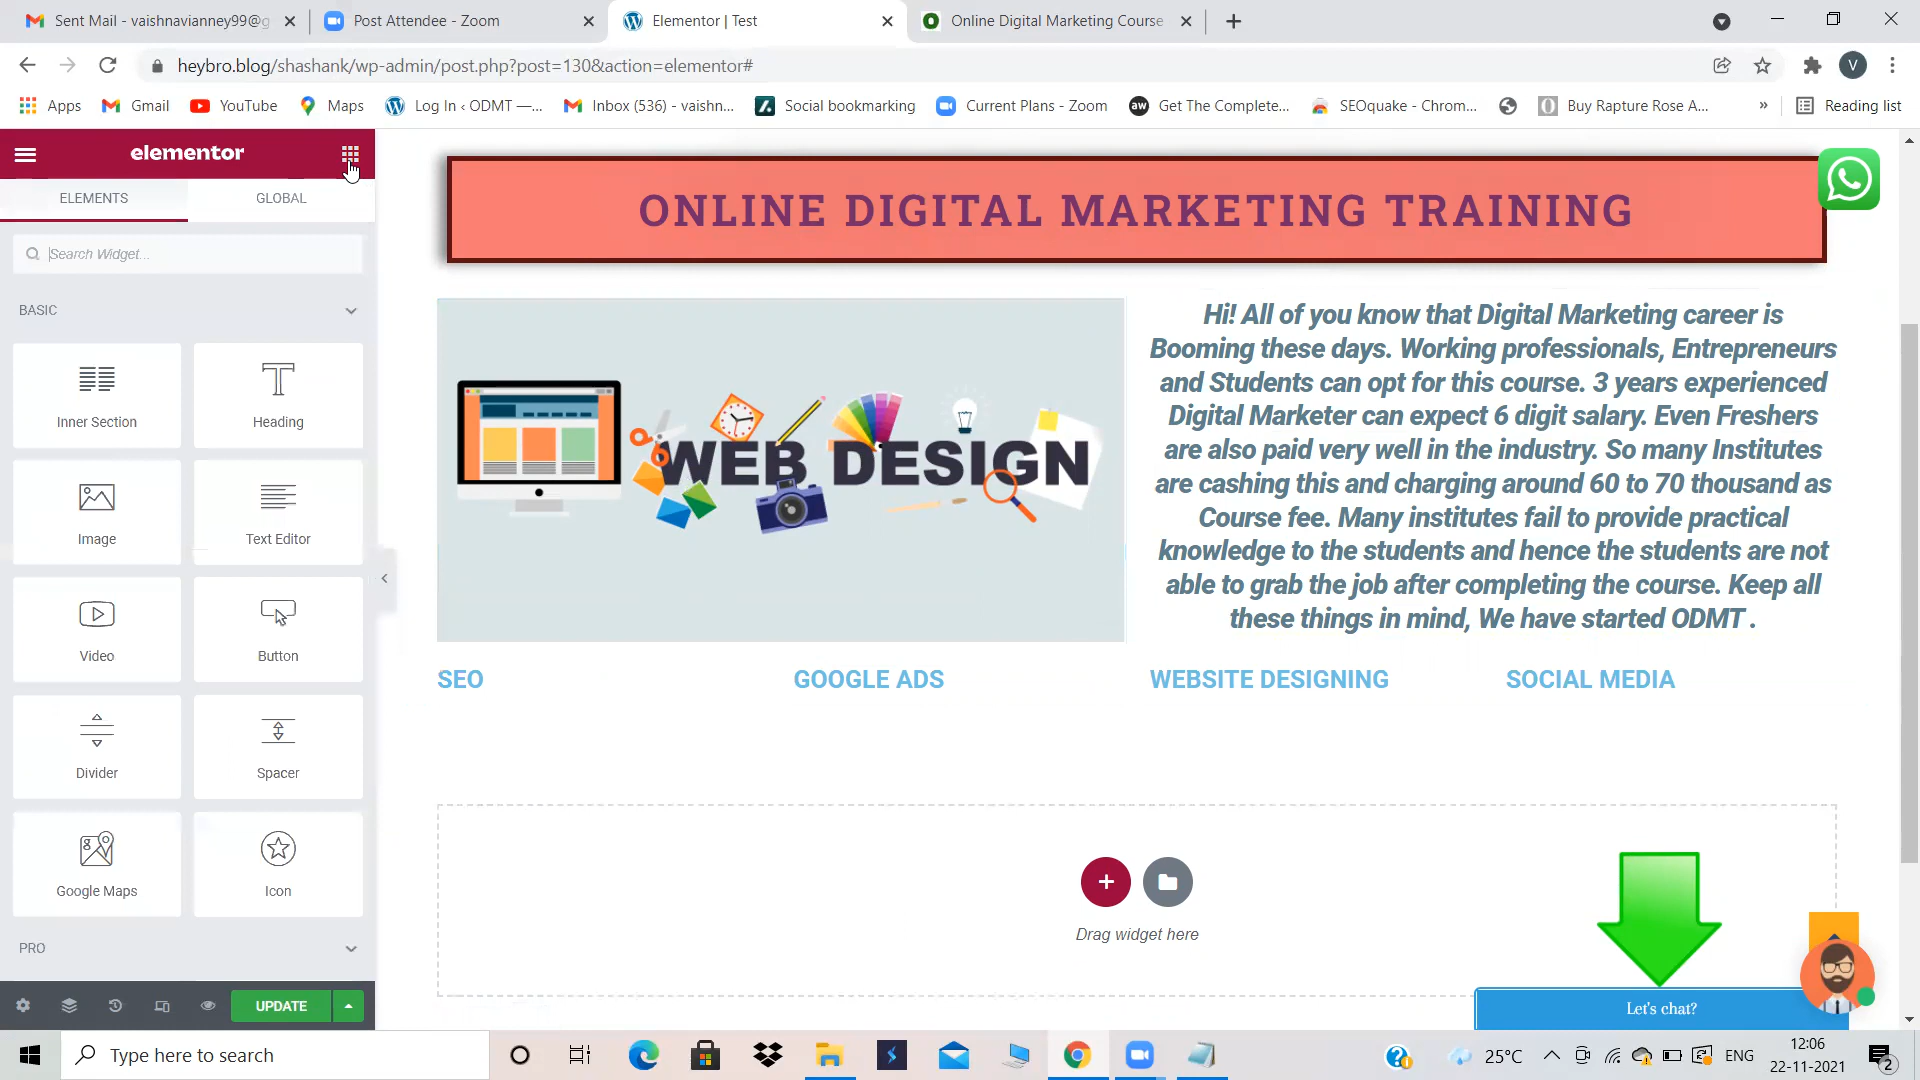 Sent Mail - vaishnavianney99@g
Post Attendee - Zoom
Elementor | Test
Online Digital Marketing Course
heybro.blog/shashank/wp-admin/post.php?post=130&action=elementor#
V
Apps
Gmail
YouTube
Maps
Log In ‹ ODMT —...
Inbox (536) - vaishn...
Social bookmarking
Current Plans - Zoom
aw
Get The Complete...
SEOquake - Chrom...
Buy Rapture Rose A...
»
Reading list
elementor
ELEMENTS
GLOBAL
Search Widget...
BASIC
Inner Section
Heading
Image
Text Editor
Video
Button
Divider
Spacer
Google Maps
Icon
PRO
UPDATE
ONLINE DIGITAL MARKETING TRAINING
WEB DESIGN
Hi! All of you know that Digital Marketing career is
Booming these days. Working professionals, Entrepreneurs
and Students can opt for this course. 3 years experienced
Digital Marketer can expect 6 digit salary. Even Freshers
are also paid very well in the industry. So many Institutes
are cashing this and charging around 60 to 70 thousand as
Course fee. Many institutes fail to provide practical
knowledge to the students and hence the students are not
able to grab the job after completing the course. Keep all
these things in mind, We have started ODMT .
SEO
GOOGLE ADS
WEBSITE DESIGNING
SOCIAL MEDIA
Drag widget here
Let's chat?
Type here to search
25°C
ENG
12:06
22-11-2021
2